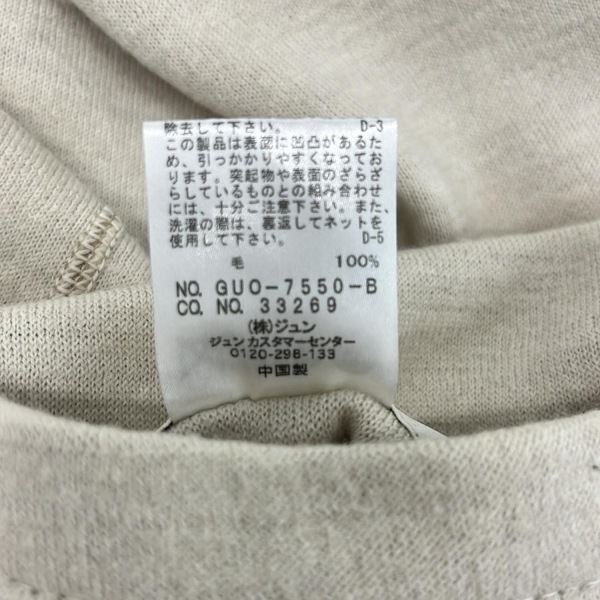 除去して下さい。 D-3
この製品は表面に凹凸があるた
め、引っかかりやすくなってお
ります。突起物や表面のざらざ
らしているものとの組み合わせ
には、十分ご注意下さい。また、
洗濯の際は、裏返してネットを
使用して下さい。 D-5
毛 100%
NO. GUO-7550-B
CO. NO. 33269
(株)ジュン
ジュン カスタマーセンター
0120-298-133
中国製